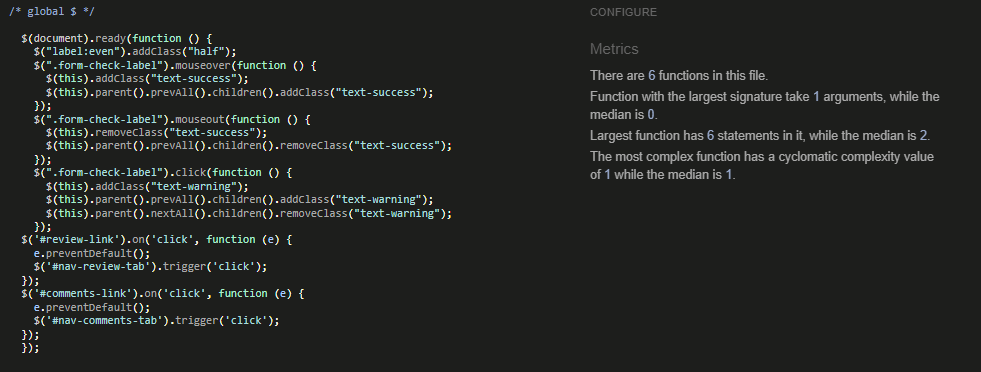 /* global $ */
$(document).ready(function () {
$("label:even").addClass("half");
$(".form-check-label").mouseover(function () {
$(this).addClass("text-success");
$(this).parent().prevAll().children().addClass("text-success");
});
$(".form-check-label").mouseout(function () {
$(this).removeClass("text-success");
$(this).parent().prevAll().children().removeClass("text-success");
});
$(".form-check-label").click(function () {
$(this).addClass("text-warning");
$(this).parent().prevAll().children().addClass("text-warning");
$(this).parent().nextAll().children().removeClass("text-warning");
});
$('#review-link').on('click', function (e) {
e.preventDefault();
$('#nav-review-tab').trigger('click');
});
$('#comments-link').on('click', function (e) {
e.preventDefault();
$('#nav-comments-tab').trigger('click');
});
});
CONFIGURE
Metrics
There are 6 functions in this file.
Function with the largest signature take 1 arguments, while the
median is 0.
Largest function has 6 statements in it, while the median is 2.
The most complex function has a cyclomatic complexity value
of 1 while the median is 1.